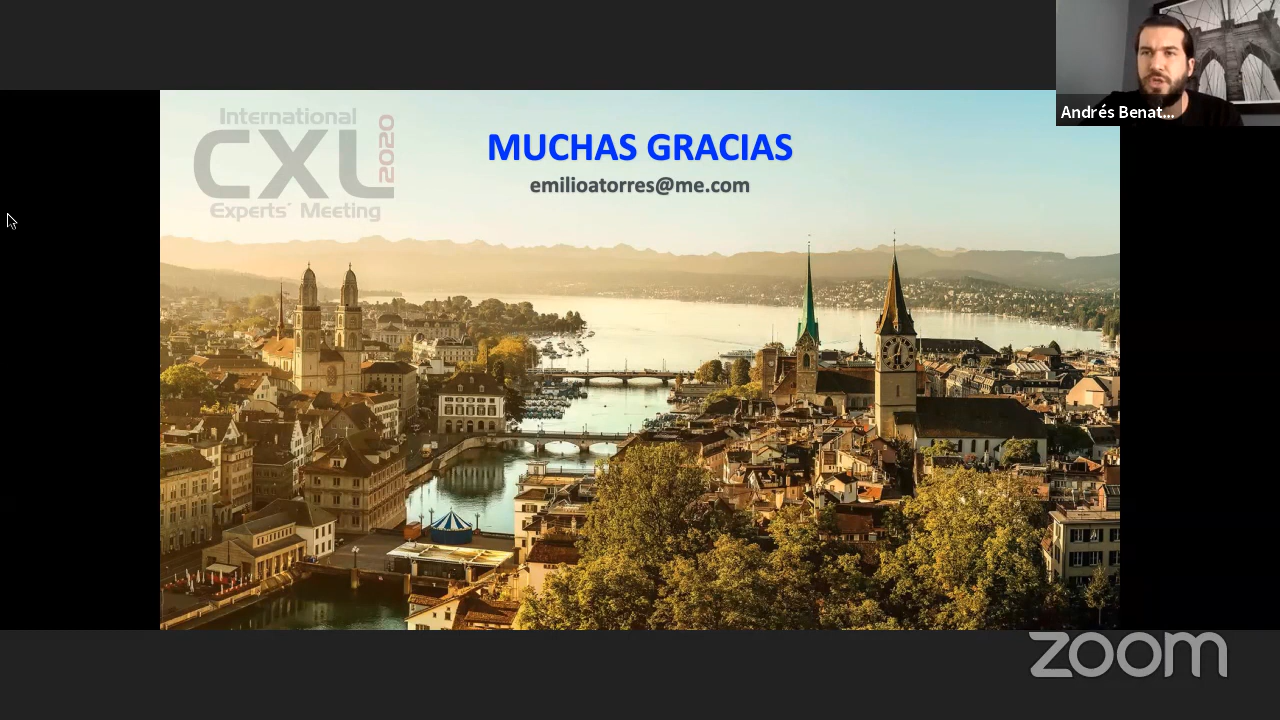 International
CXL
2020
Experts´ Meeting
MUCHAS GRACIAS
emilioatorres@me.com
Andrés Benat...
zoom